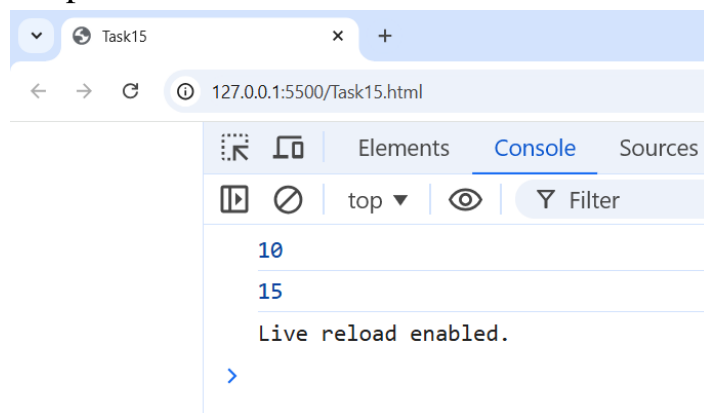 Task15
127.0.0.1:5500/Task15.html
Elements Console Sources
top Filter
10
15
Live reload enabled.